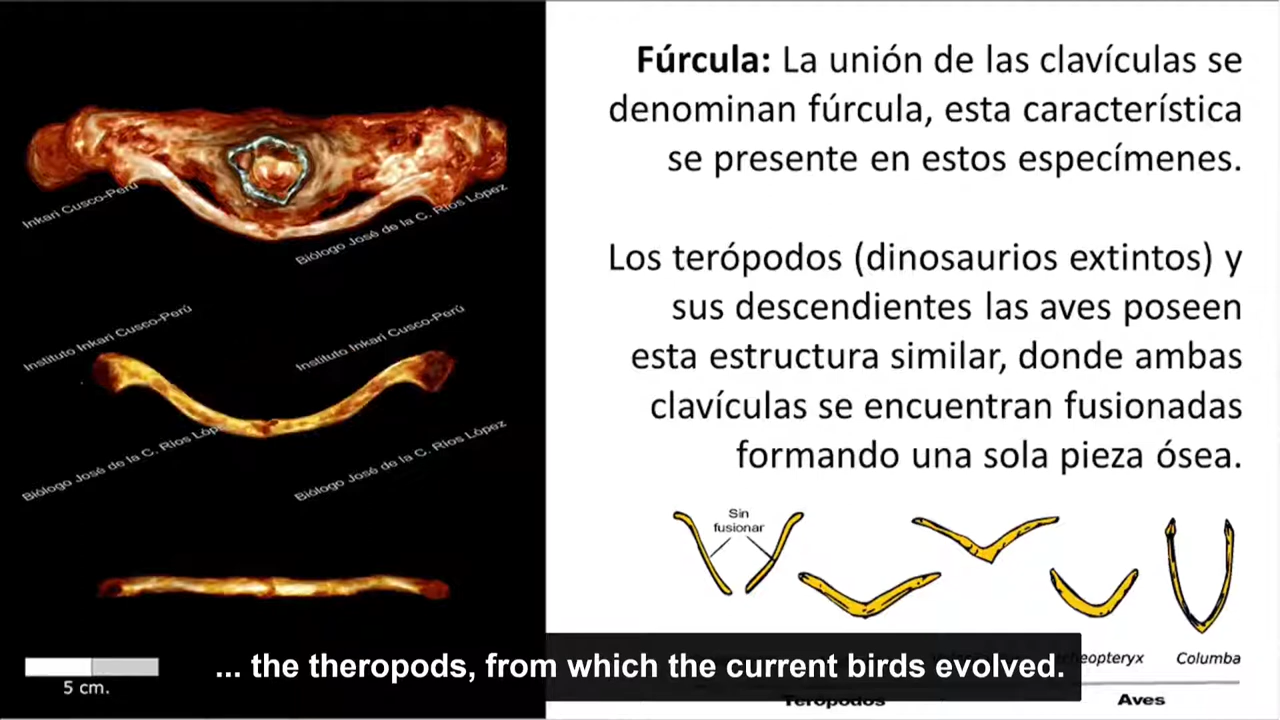 Fúrcula: La unión de las clavículas se
denominan fúrcula, esta característica
se presente en estos especímenes.
Los terópodos (dinosaurios extintos) y
sus descendientes las aves poseen
esta estructura similar, donde ambas
clavículas se encuentran fusionadas
formando una sola pieza ósea.
Inkari Cusco-Perú
Biólogo José de la C. Ríos López
Instituto Inkari Cusco-Perú
Instituto Inkari Cusco-Perú
Biólogo José de la C. Ríos López
Biólogo José de la C. Ríos López
5 cm.
Sin
fusionar
Columba
Terópodos
Aves
... the theropods, from which the current birds evolved.